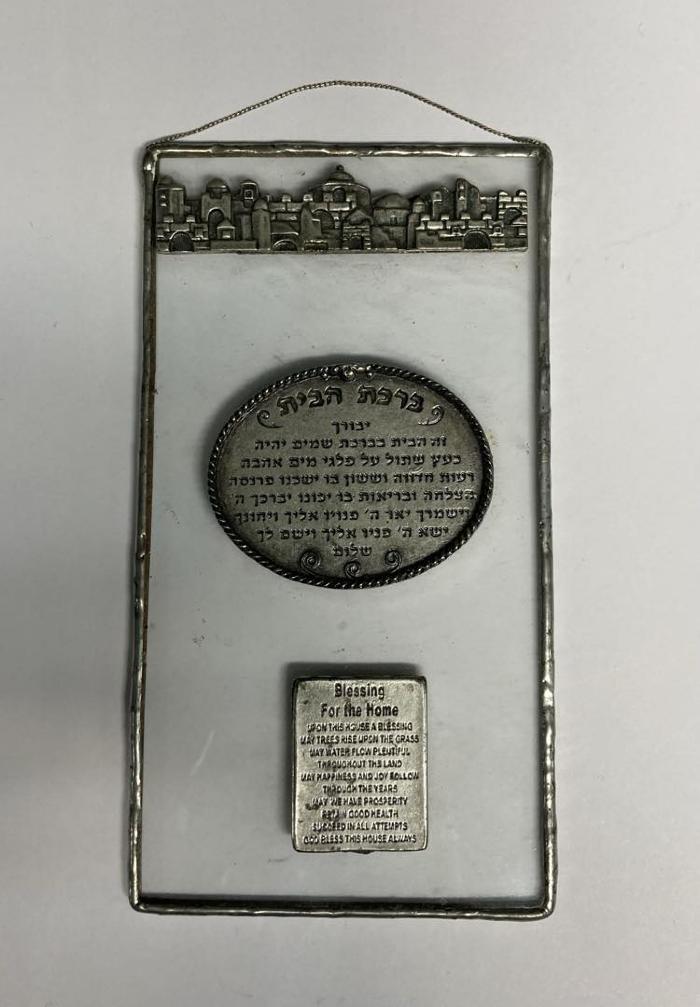 ברכת הבית
יבורך
זה הבית בברכת שמים יהיה
כעץ שתול על פלגי מים אהבה
רעות חדווה וששון בו ישכנו פרנסה
הצלחה ובריאות בו יכונו יברכך ה'
וישמרך יאר ה' פניו אליך ויחונך
ישא ה' פניו אליך וישם לך
שלום
Blessing
For the Home
UPON THIS HOUSE A BLESSING
MAY TREES RISE UPON THE GRASS
MAY WATER FLOW PLENTIFUL
THROUGHOUT THE LAND
MAY HAPPINESS AND JOY FOLLOW
THROUGH THE YEARS
MAY WE HAVE PROSPERITY
RETAIN GOOD HEALTH
SUCCEED IN ALL ATTEMPTS
GOD BLESS THIS HOUSE ALWAYS